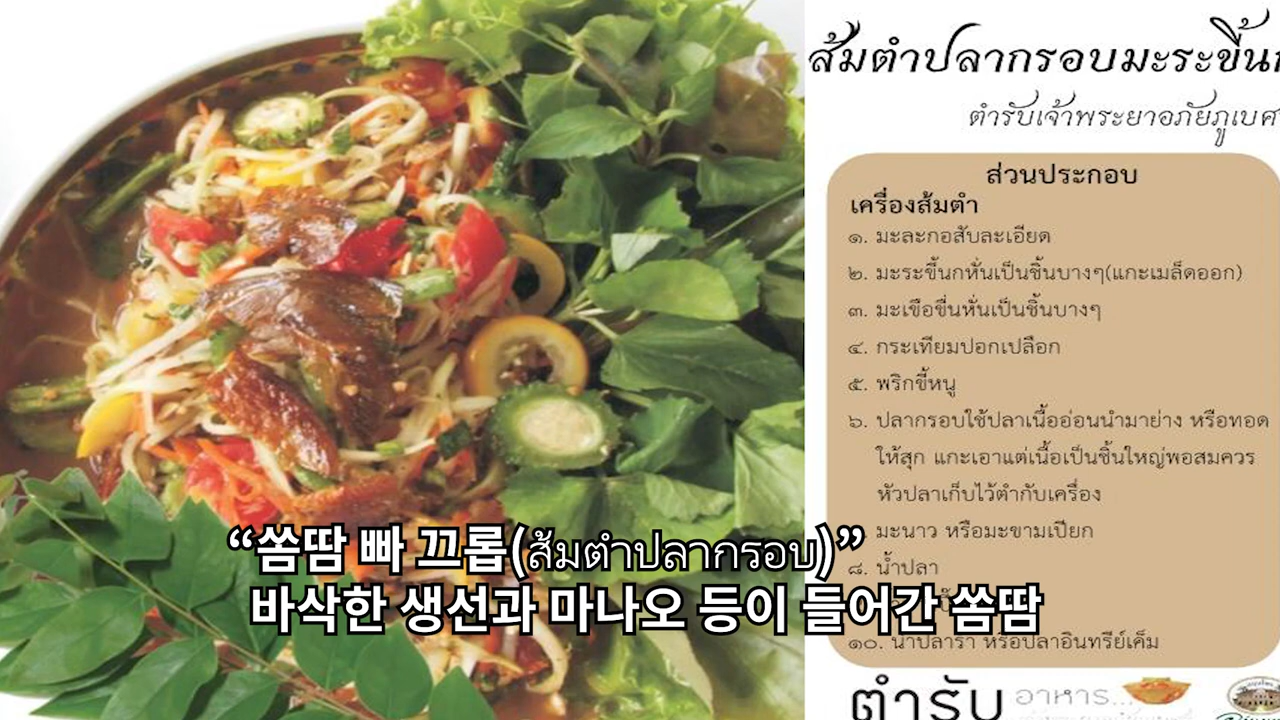 ส้มตำปลากรอบมะระขี้น
ตำรับเจ้าพระยาอภัยภูเบศ
ส่วนประกอบ
เครื่องส้มตำ
๑. มะละกอสับละเอียด
๒. มะระขี้นกหั่นเป็นชิ้นบางๆ(แกะเมล็ดออก)
๓. มะเขือขื่นหั่นเป็นชิ้นบางๆ
๔. กระเทียมปอกเปลือก
๕. พริกขี้หนู
๖. ปลากรอบใช้ปลาเนื้ออ่อนนำมาย่าง หรือทอด
ให้สุก แกะเอาแต่เนื้อเป็นชิ้นใหญ่พอสมควร
หัวปลาเก็บไว้ตำกับเครื่อง
มะนาว หรือมะขามเปียก
๘. น้ำปลา
๑๐. น้ำปลาร้า หรือปลาอินทรีย์เค็ม
“쏨땀 빠 끄롭(ส้มตำปลากรอบ)”
바삭한 생선과 마나오 등이 들어간 쏨땀
ตำรับ อาหาร...